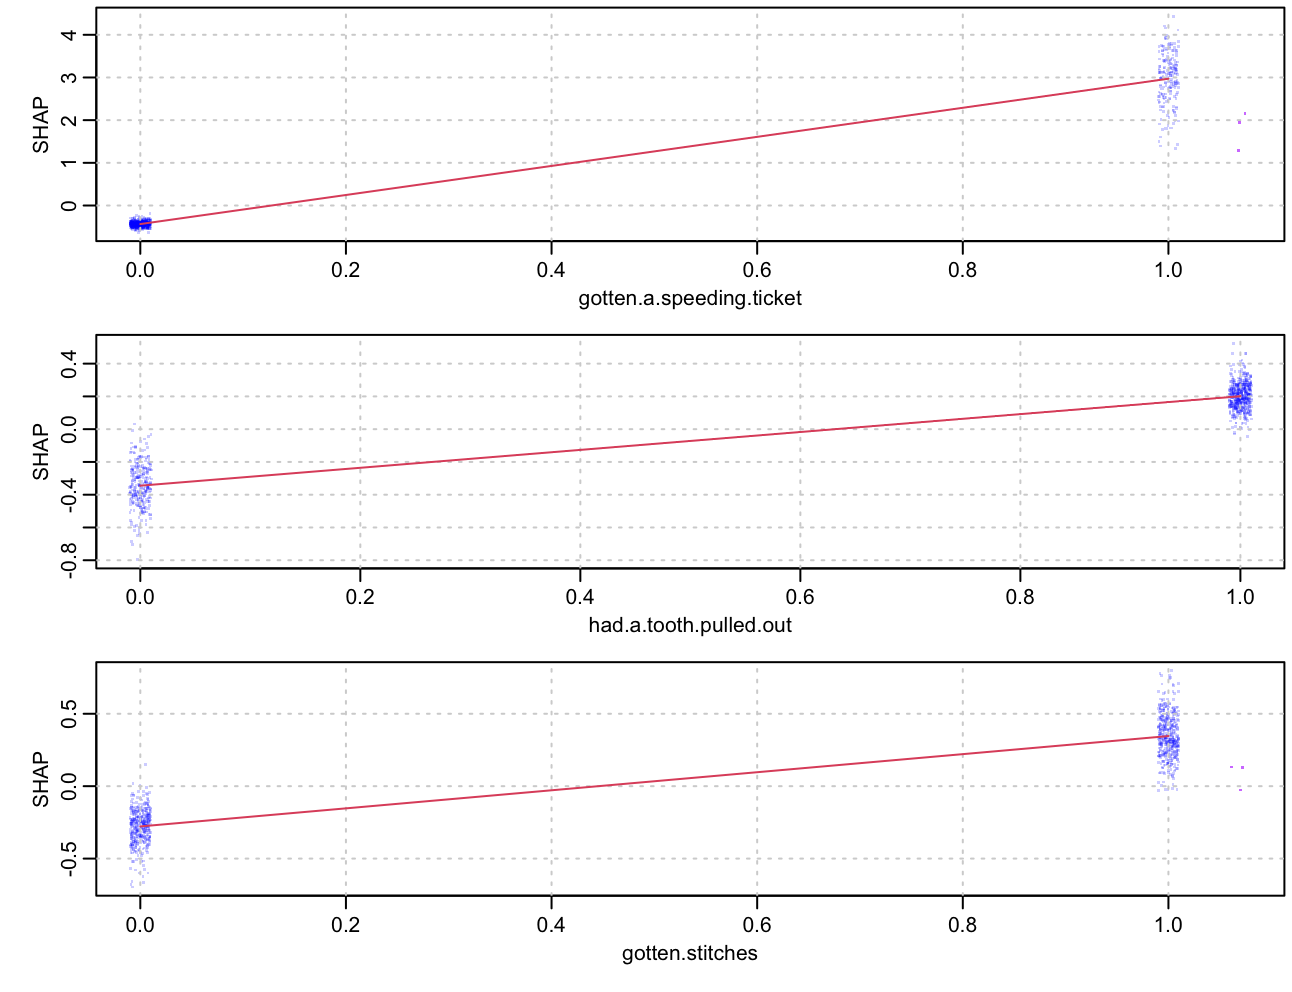 SHAP
4
3
2
1
0
0.0 0.2 0.4 0.6 0.8 1.0
gotten.a.speeding.ticket
SHAP
0.4
0.0
-0.4
-0.8
0.0 0.2 0.4 0.6 0.8 1.0
had.a.tooth.pulled.out
SHAP
0.5
0.0
-0.5
0.0 0.2 0.4 0.6 0.8 1.0
gotten.stitches